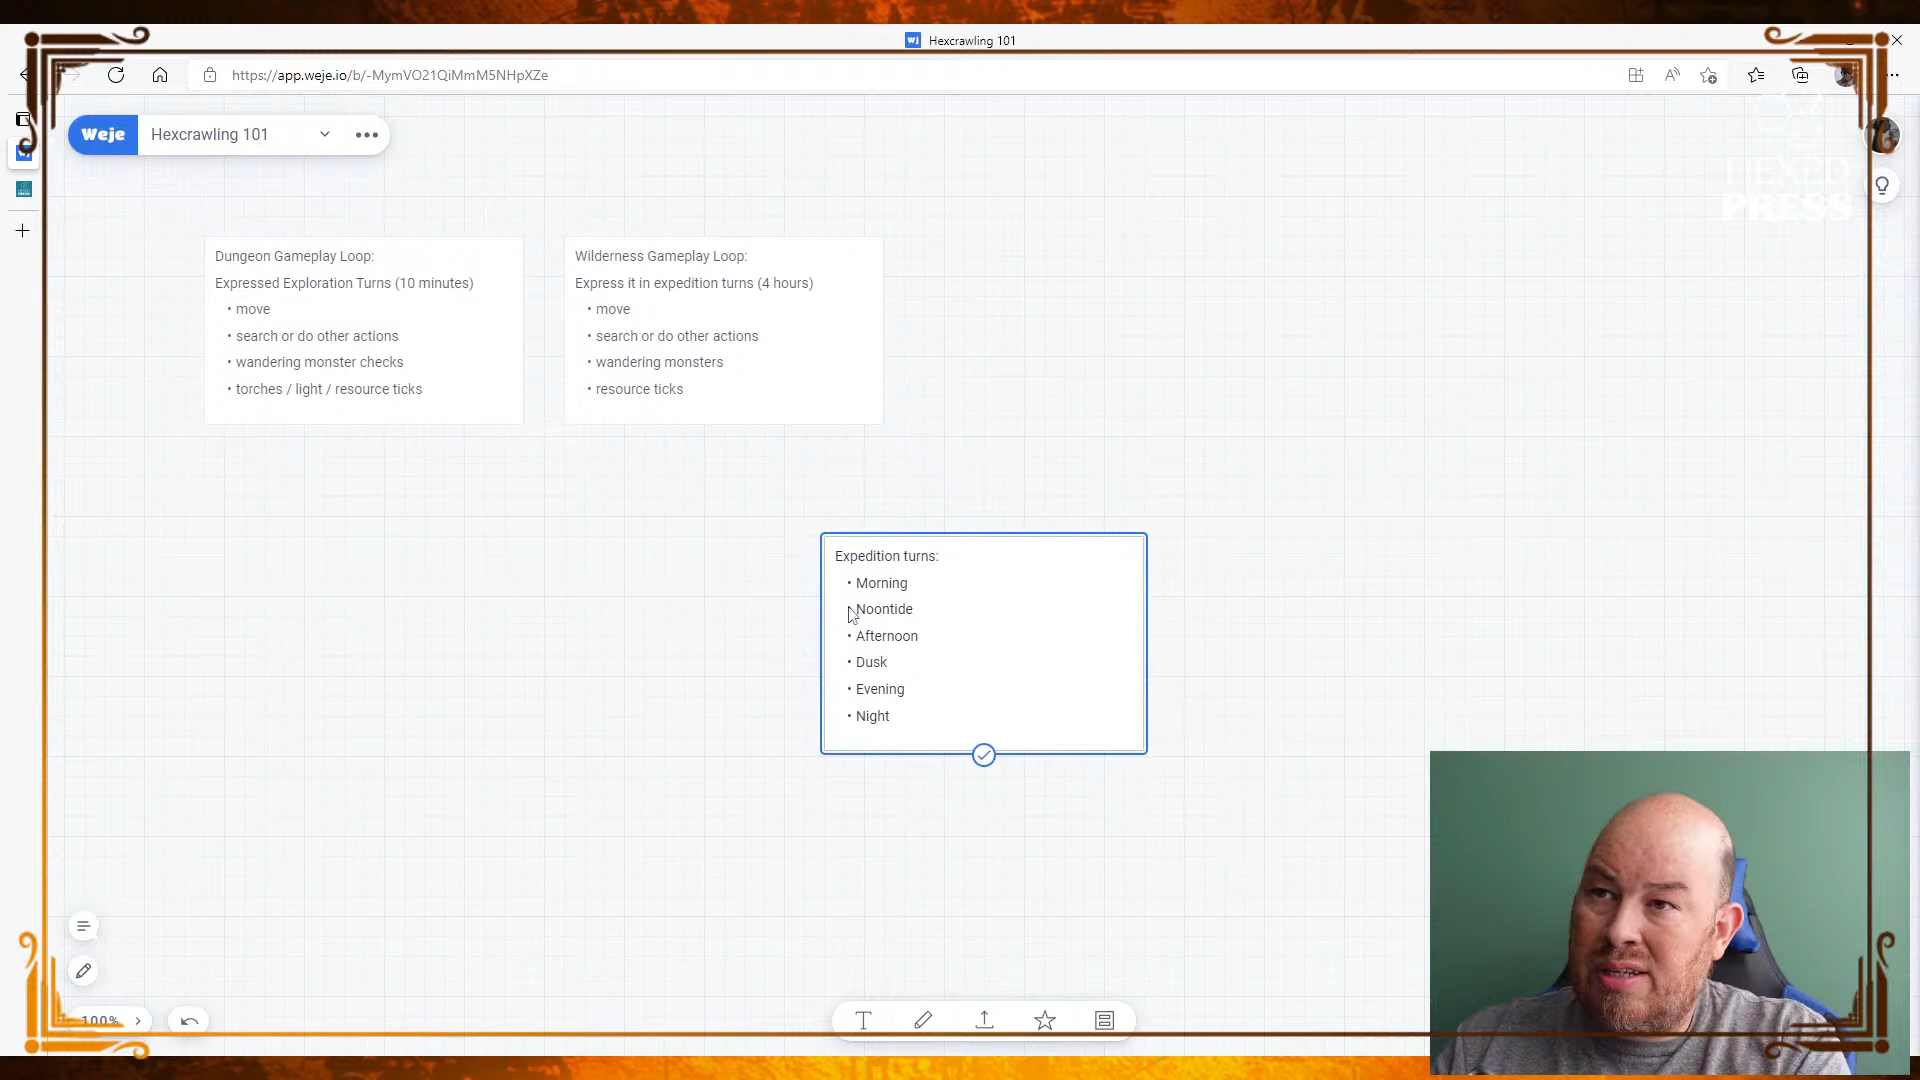 Hexcrawling 101
https://app.weje.io/b/-MymVO21QiMmM5NHpXZe
Weje
Hexcrawling 101
HEXED
PRESS
Dungeon Gameplay Loop:
Expressed Exploration Turns (10 minutes)
• move
• search or do other actions
• wandering monster checks
• torches / light / resource ticks
Wilderness Gameplay Loop:
Express it in expedition turns (4 hours)
• move
• search or do other actions
• wandering monsters
• resource ticks
Expedition turns:
• Morning
Noontide
• Afternoon
• Dusk
• Evening
• Night
100%